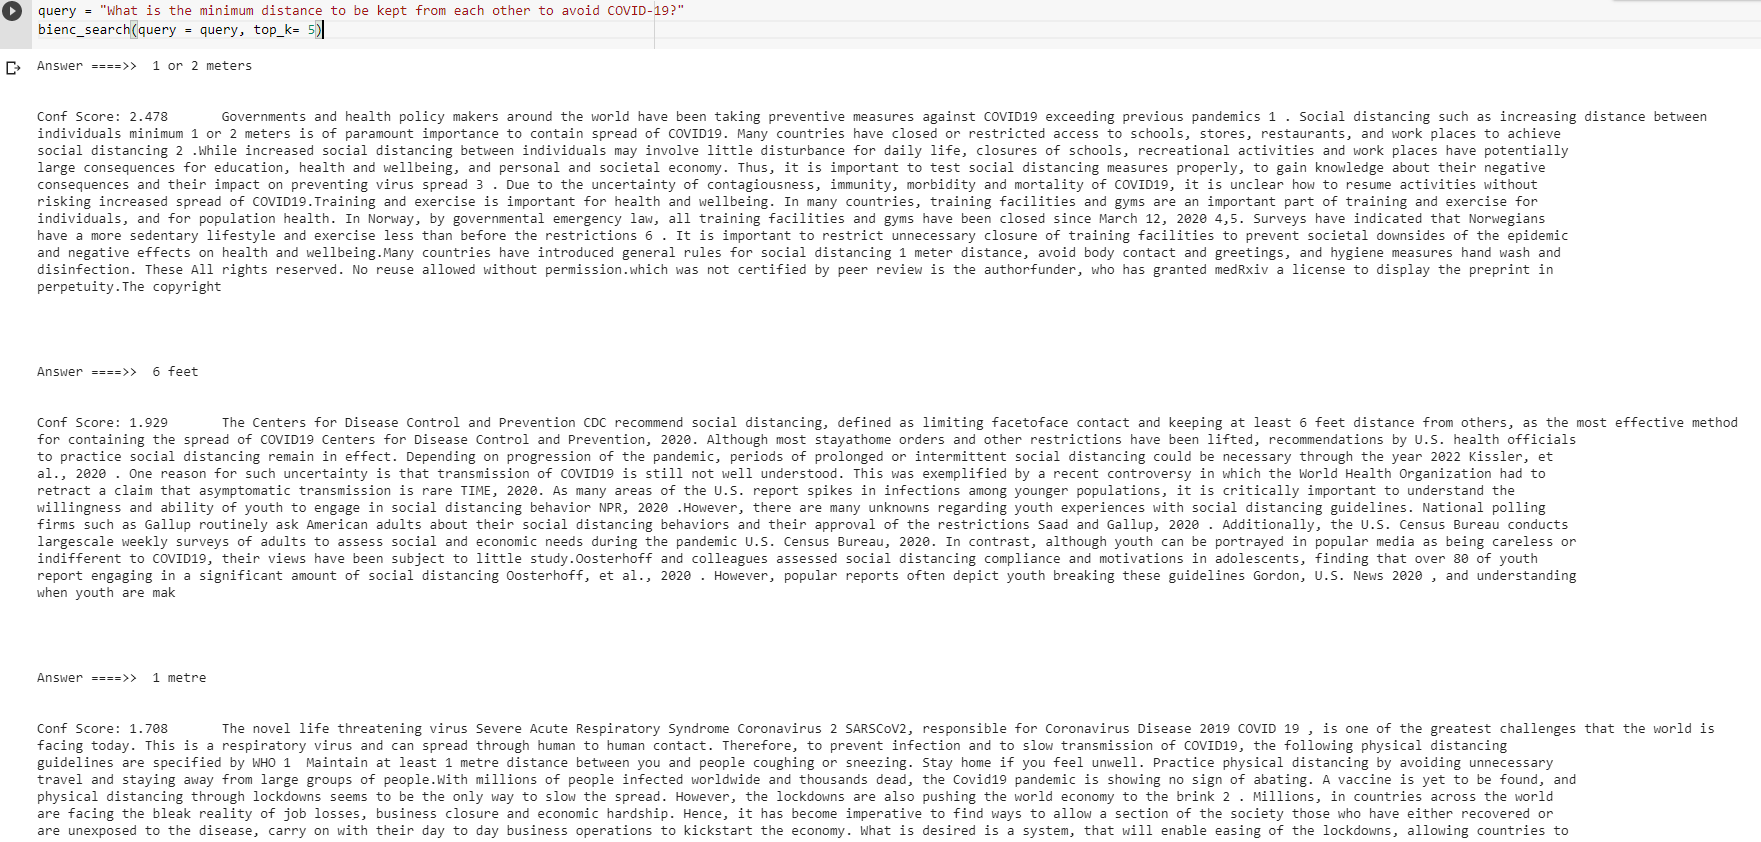 query = "What is the minimum distance to be kept from each other to avoid COVID-19?"
bienc_search(query = query, top_k= 5)
Answer ====>>  1 or 2 meters
Conf Score: 2.478       Governments and health policy makers around the world have been taking preventive measures against COVID19 exceeding previous pandemics 1 . Social distancing such as increasing distance between
individuals minimum 1 or 2 meters is of paramount importance to contain spread of COVID19. Many countries have closed or restricted access to schools, stores, restaurants, and work places to achieve
social distancing 2 .While increased social distancing between individuals may involve little disturbance for daily life, closures of schools, recreational activities and work places have potentially
large consequences for education, health and wellbeing, and personal and societal economy. Thus, it is important to test social distancing measures properly, to gain knowledge about their negative
consequences and their impact on preventing virus spread 3 . Due to the uncertainty of contagiousness, immunity, morbidity and mortality of COVID19, it is unclear how to resume activities without
risking increased spread of COVID19.Training and exercise is important for health and wellbeing. In many countries, training facilities and gyms are an important part of training and exercise for
individuals, and for population health. In Norway, by governmental emergency law, all training facilities and gyms have been closed since March 12, 2020 4,5. Surveys have indicated that Norwegians
have a more sedentary lifestyle and exercise less than before the restrictions 6 . It is important to restrict unnecessary closure of training facilities to prevent societal downsides of the epidemic
and negative effects on health and wellbeing.Many countries have introduced general rules for social distancing 1 meter distance, avoid body contact and greetings, and hygiene measures hand wash and
disinfection. These All rights reserved. No reuse allowed without permission.which was not certified by peer review is the authorfunder, who has granted medRxiv a license to display the preprint in
perpetuity.The copyright
Answer ====>>  6 feet
Conf Score: 1.929       The Centers for Disease Control and Prevention CDC recommend social distancing, defined as limiting facetoface contact and keeping at least 6 feet distance from others, as the most effective method
for containing the spread of COVID19 Centers for Disease Control and Prevention, 2020. Although most stayathome orders and other restrictions have been lifted, recommendations by U.S. health officials
to practice social distancing remain in effect. Depending on progression of the pandemic, periods of prolonged or intermittent social distancing could be necessary through the year 2022 Kissler, et
al., 2020 . One reason for such uncertainty is that transmission of COVID19 is still not well understood. This was exemplified by a recent controversy in which the World Health Organization had to
retract a claim that asymptomatic transmission is rare TIME, 2020. As many areas of the U.S. report spikes in infections among younger populations, it is critically important to understand the
willingness and ability of youth to engage in social distancing behavior NPR, 2020 .However, there are many unknowns regarding youth experiences with social distancing guidelines. National polling
firms such as Gallup routinely ask American adults about their social distancing behaviors and their approval of the restrictions Saad and Gallup, 2020 . Additionally, the U.S. Census Bureau conducts
largescale weekly surveys of adults to assess social and economic needs during the pandemic U.S. Census Bureau, 2020. In contrast, although youth can be portrayed in popular media as being careless or
indifferent to COVID19, their views have been subject to little study.Oosterhoff and colleagues assessed social distancing compliance and motivations in adolescents, finding that over 80 of youth
report engaging in a significant amount of social distancing Oosterhoff, et al., 2020 . However, popular reports often depict youth breaking these guidelines Gordon, U.S. News 2020 , and understanding
when youth are mak
Answer ====>>  1 metre
Conf Score: 1.708       The novel life threatening virus Severe Acute Respiratory Syndrome Coronavirus 2 SARSCoV2, responsible for Coronavirus Disease 2019 COVID 19 , is one of the greatest challenges that the world is
facing today. This is a respiratory virus and can spread through human to human contact. Therefore, to prevent infection and to slow transmission of COVID19, the following physical distancing
guidelines are specified by WHO 1  Maintain at least 1 metre distance between you and people coughing or sneezing. Stay home if you feel unwell. Practice physical distancing by avoiding unnecessary
travel and staying away from large groups of people.With millions of people infected worldwide and thousands dead, the Covid19 pandemic is showing no sign of abating. A vaccine is yet to be found, and
physical distancing through lockdowns seems to be the only way to slow the spread. However, the lockdowns are also pushing the world economy to the brink 2 . Millions, in countries across the world
are facing the bleak reality of job losses, business closure and economic hardship. Hence, it has become imperative to find ways to allow a section of the society those who have either recovered or
are unexposed to the disease, carry on with their day to day business operations to kickstart the economy. What is desired is a system, that will enable easing of the lockdowns, allowing countries to